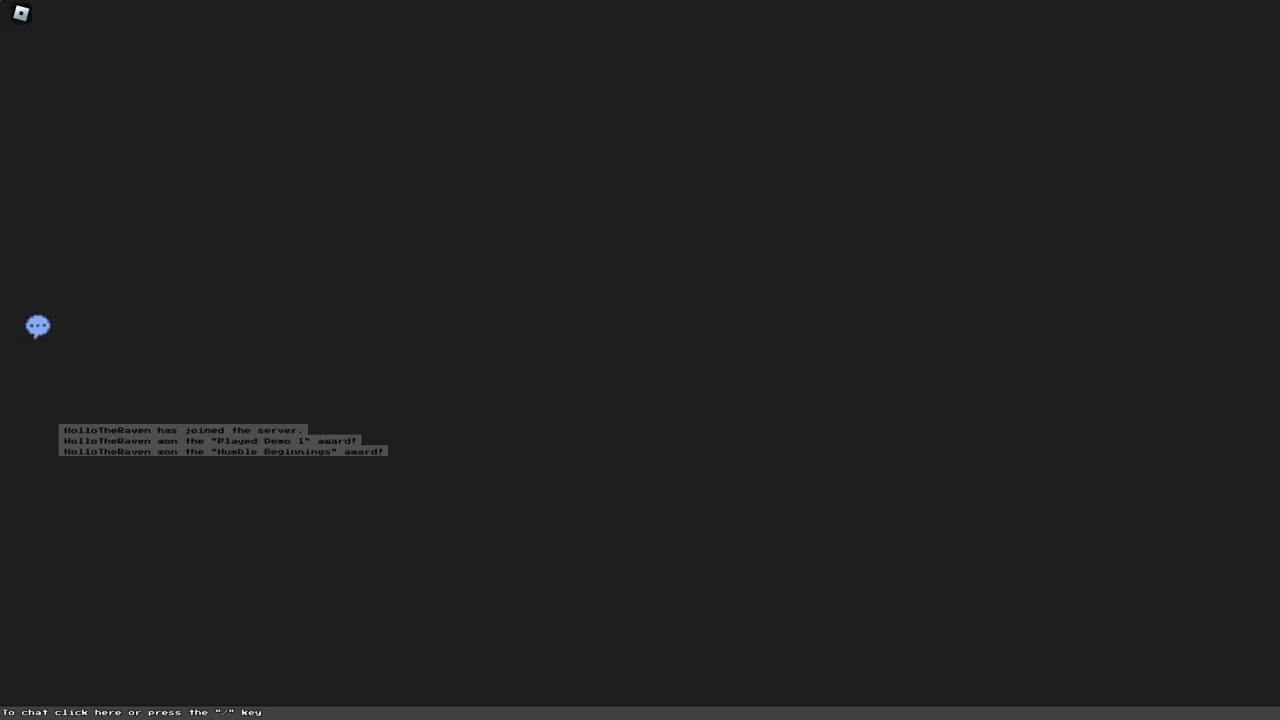 HolloTheRaven has joined the server.
HolloTheRaven won the "Played Demo 1" award!
HolloTheRaven won the "Humble Beginnings" award!
To chat click here or press the "/" key